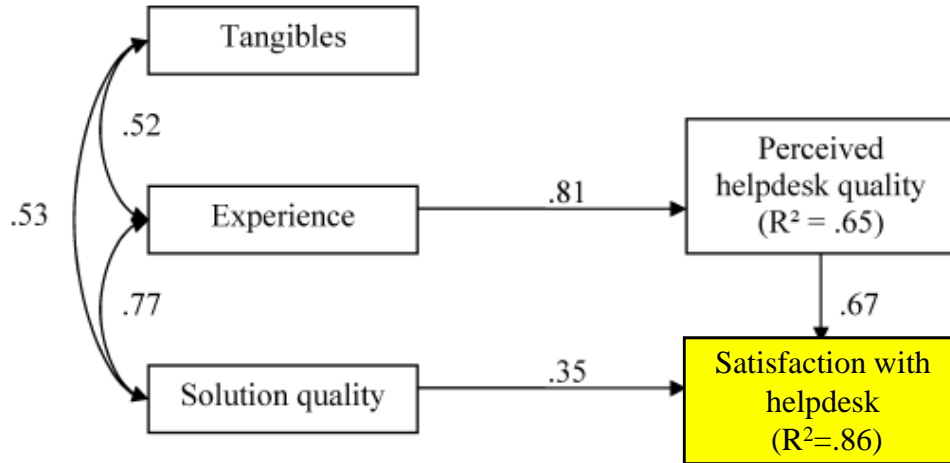 Tangibles
.52
Perceived
helpdesk quality
(R² = .65)
.53
Experience
.81
.77
.67
Solution quality
.35
Satisfaction with
helpdesk
(R²=.86)